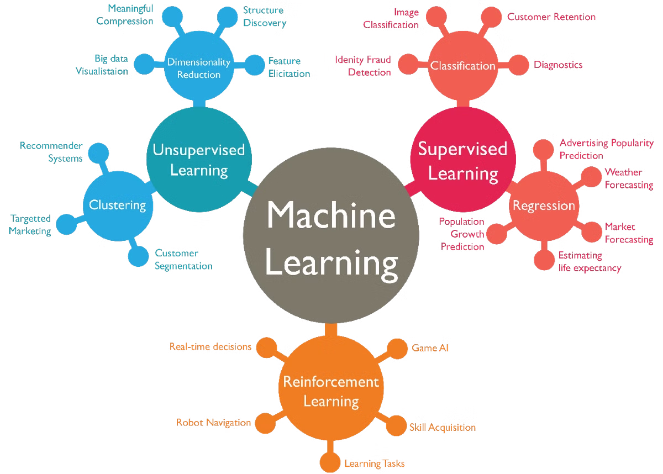 Meaningful
Compression
Structure
Discovery
Big data
Visualistaion
Dimensionality
Reduction
Feature
Elicitation
Unsupervised
Learning
Recommender
Systems
Clustering
Targetted
Marketing
Customer
Segmentation
Image
Classification
Customer Retention
Idenity Fraud
Detection
Classification
Diagnostics
Supervised
Learning
Advertising Popularity
Prediction
Weather
Forecasting
Regression
Population
Growth
Prediction
Market
Forecasting
Estimating
life expectancy
Machine
Learning
Real-time decisions
Game AI
Reinforcement
Learning
Robot Navigation
Skill Acquisition
Learning Tasks